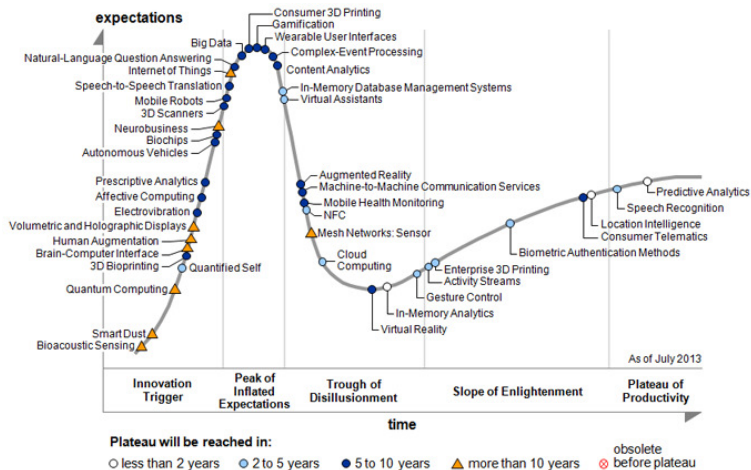 expectations
Consumer 3D Printing
Gamification
Wearable User Interfaces
Big Data
Complex-Event Processing
Natural-Language Question Answering
Content Analytics
Internet of Things
Speech-to-Speech Translation
In-Memory Database Management Systems
Mobile Robots
Virtual Assistants
3D Scanners
Neurobusiness
Biochips
Autonomous Vehicles
Augmented Reality
Prescriptive Analytics
Machine-to-Machine Communication Services
Predictive Analytics
Affective Computing
Mobile Health Monitoring
Speech Recognition
Electrovibration
NFC
Location Intelligence
Volumetric and Holographic Displays
Mesh Networks: Sensor
Consumer Telematics
Human Augmentation
Biometric Authentication Methods
Brain-Computer Interface
Cloud
Computing
3D Bioprinting
Quantified Self
Enterprise 3D Printing
Activity Streams
Quantum Computing
Gesture Control
In-Memory Analytics
Virtual Reality
Smart Dust
Bioacoustic Sensing
As of July 2013
Innovation
Trigger
Peak of
Inflated
Expectations
Trough of
Disillusionment
Slope of Enlightenment
Plateau of
Productivity
time
Plateau will be reached in:
less than 2 years
2 to 5 years
5 to 10 years
more than 10 years
obsolete
before plateau